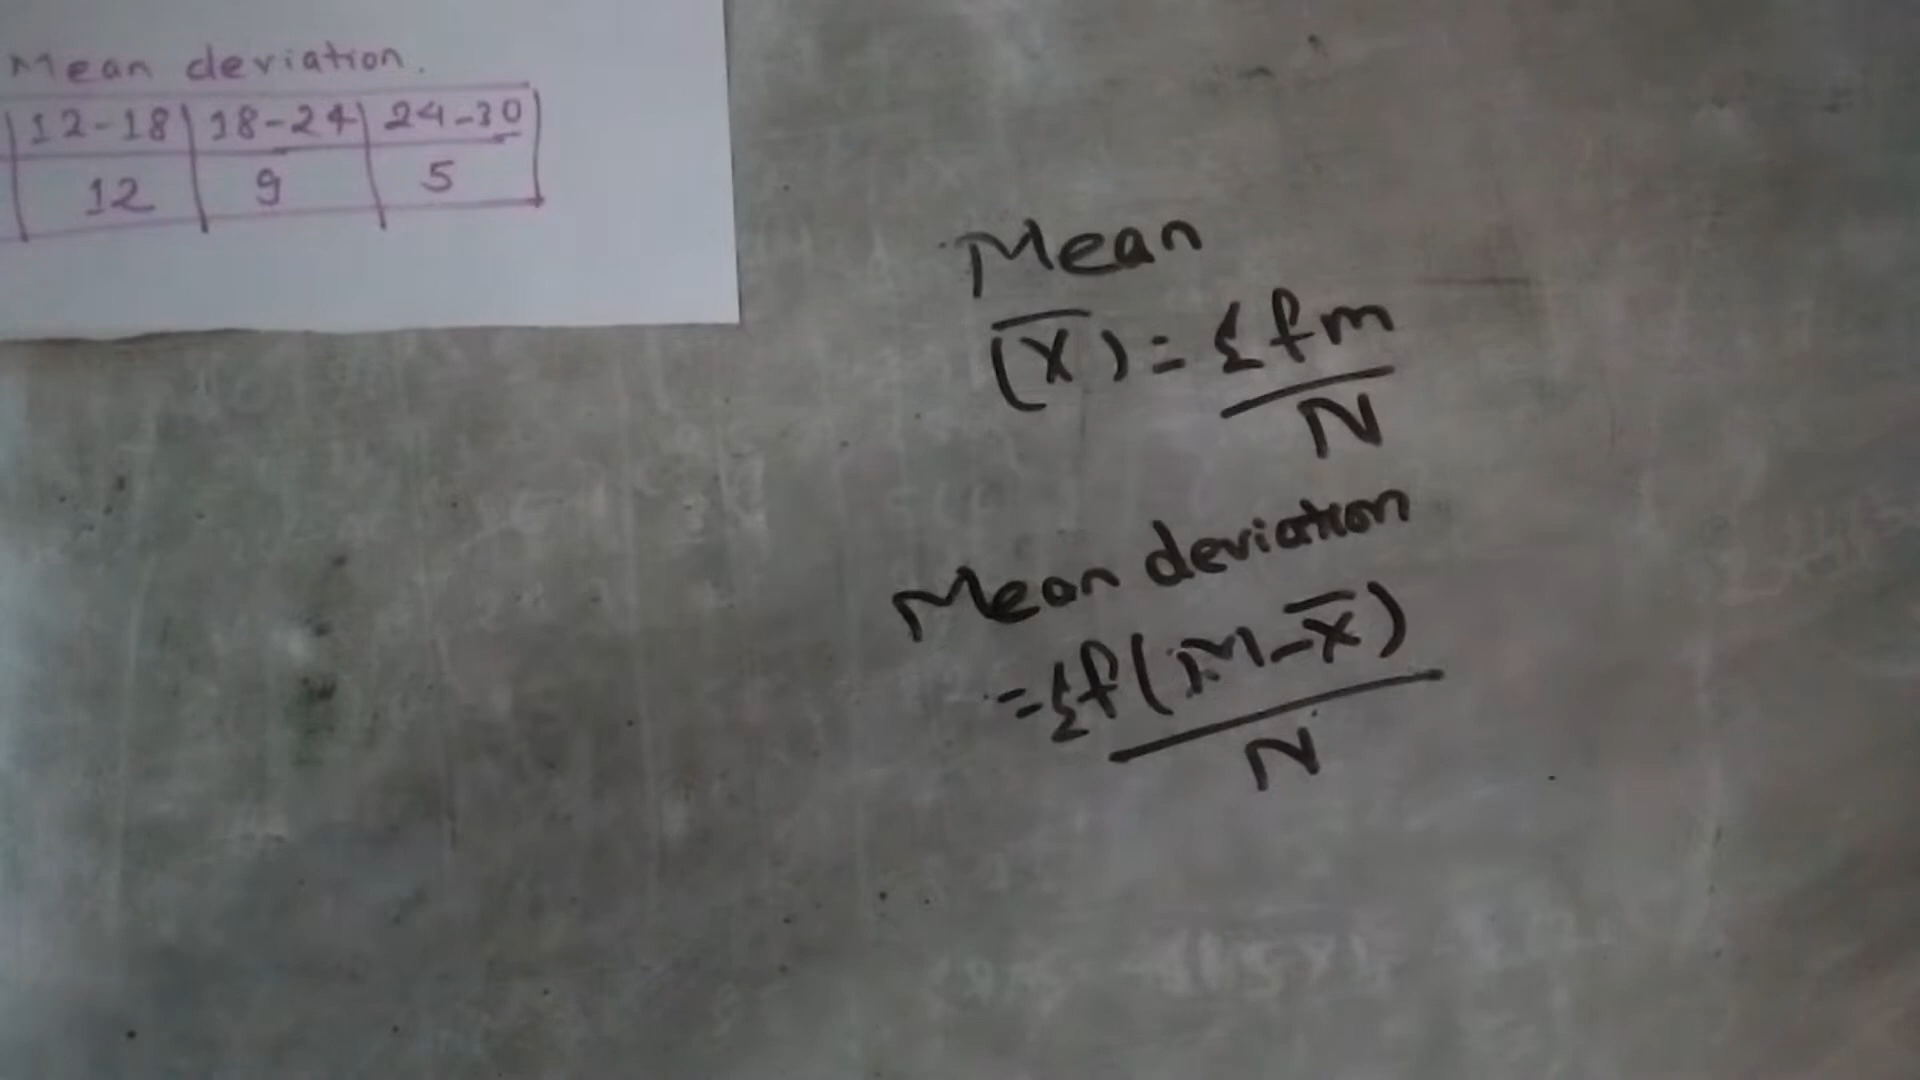 Mean deviation.
12-18 18-24 24-30
12 9 5
Mean
(x̅) = Σfm
N
Mean deviation
= Σf(m-x̅)
N